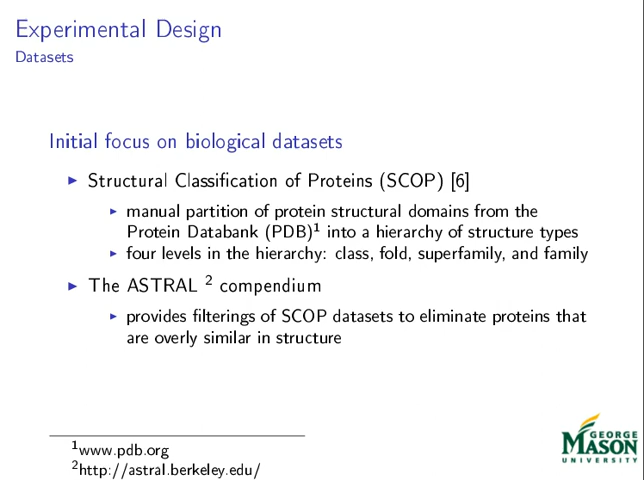 Experimental Design
Datasets
Initial focus on biological datasets
► Structural Classification of Proteins (SCOP) [6]
► manual partition of protein structural domains from the
Protein Databank (PDB)¹ into a hierarchy of structure types
► four levels in the hierarchy: class, fold, superfamily, and family
► The ASTRAL ² compendium
► provides filterings of SCOP datasets to eliminate proteins that
are overly similar in structure
¹www.pdb.org
²http://astral.berkeley.edu/
GEORGE
MASON
UNIVERSITY